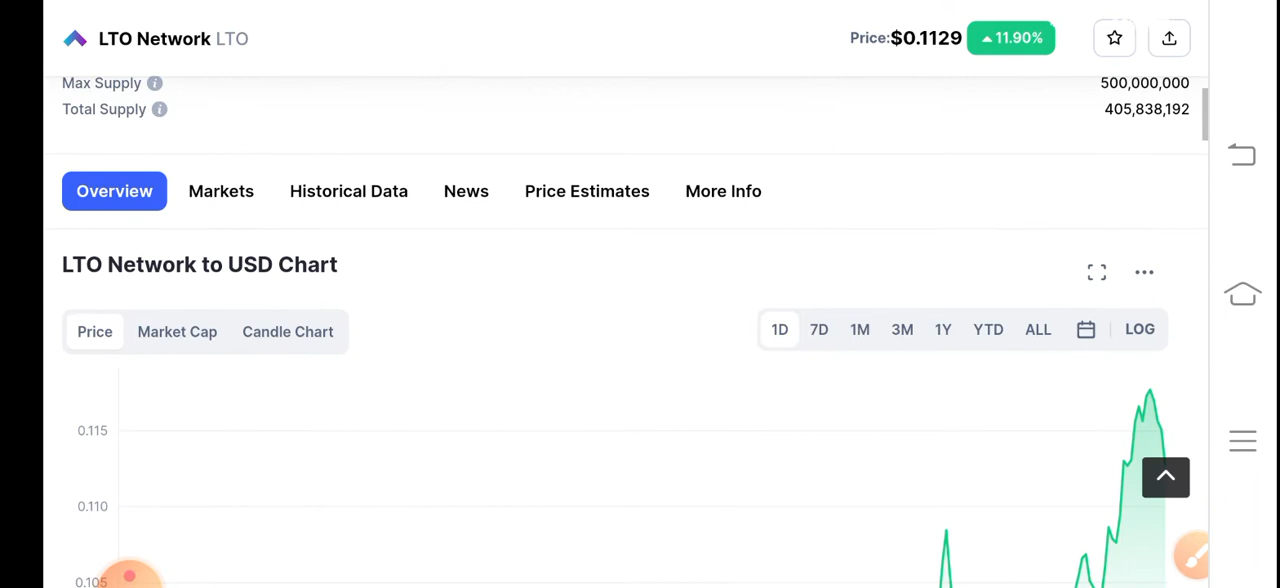 LTO Network LTO Price:$0.1129 11.90%
Max Supply 500,000,000
Total Supply 405,838,192
Overview Markets Historical Data News Price Estimates More Info
LTO Network to USD Chart
Price Market Cap Candle Chart 1D 7D 1M 3M 1Y YTD ALL LOG
0.115
0.110
0.105